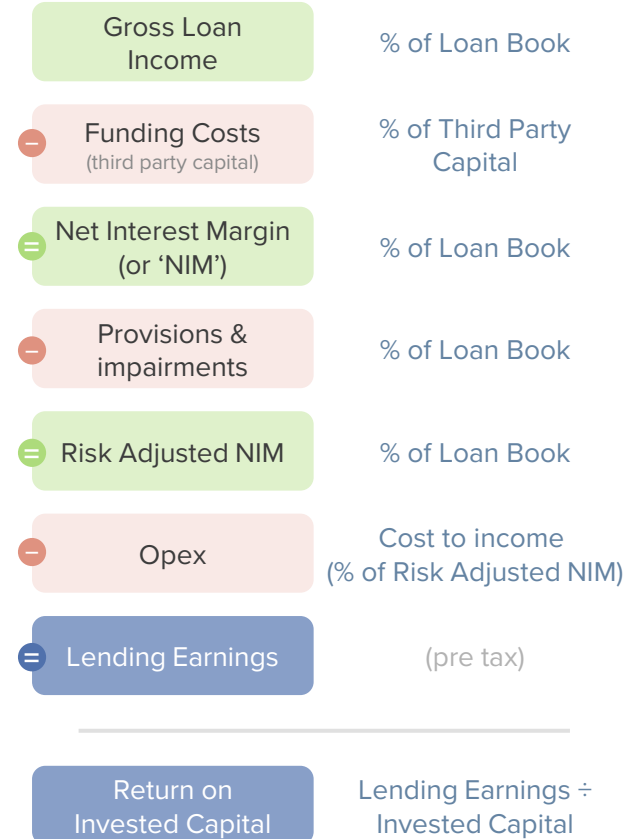 Gross Loan
Income
% of Loan Book
– Funding Costs
(third party capital)
% of Third Party
Capital
= Net Interest Margin
(or ‘NIM’)
% of Loan Book
– Provisions &
impairments
% of Loan Book
= Risk Adjusted NIM
% of Loan Book
– Opex
Cost to income
(% of Risk Adjusted NIM)
= Lending Earnings
(pre tax)
Return on
Invested Capital
Lending Earnings ÷
Invested Capital